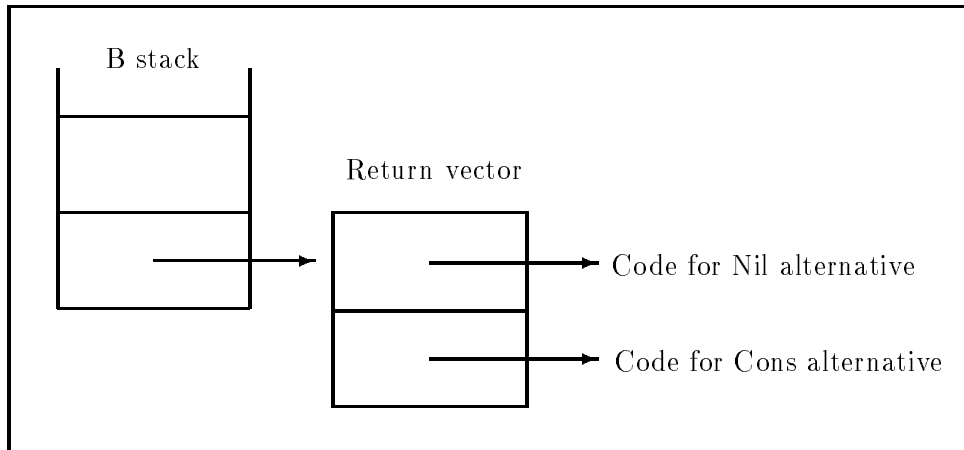 B stack
Return vector
Code for Nil alternative
Code for Cons alternative